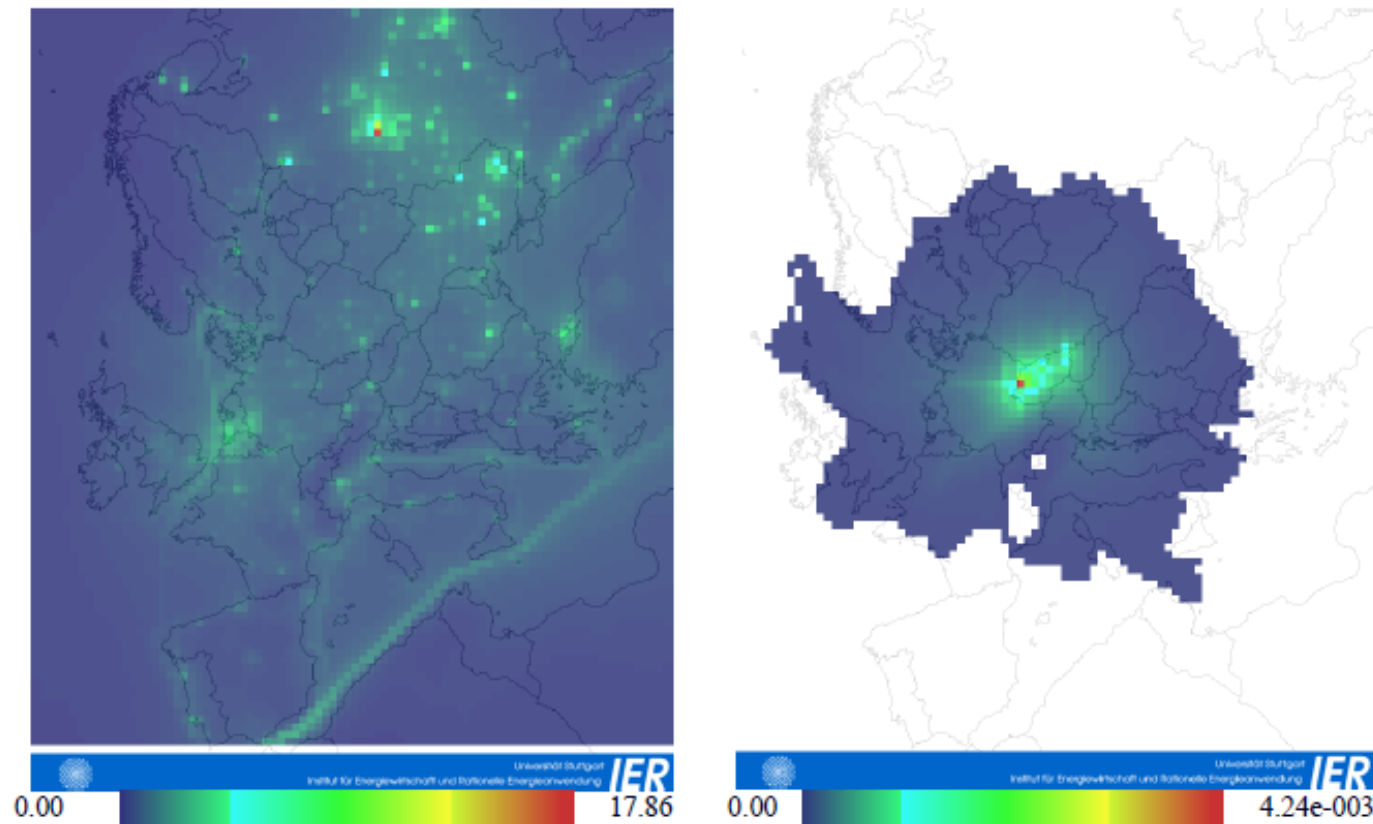 Universität Stuttgart
Institut für Energiewirtschaft und Rationelle Energieanwendung
IER
0.00 17.86
Universität Stuttgart
Institut für Energiewirtschaft und Rationelle Energieanwendung
IER
0.00 4.24e-003